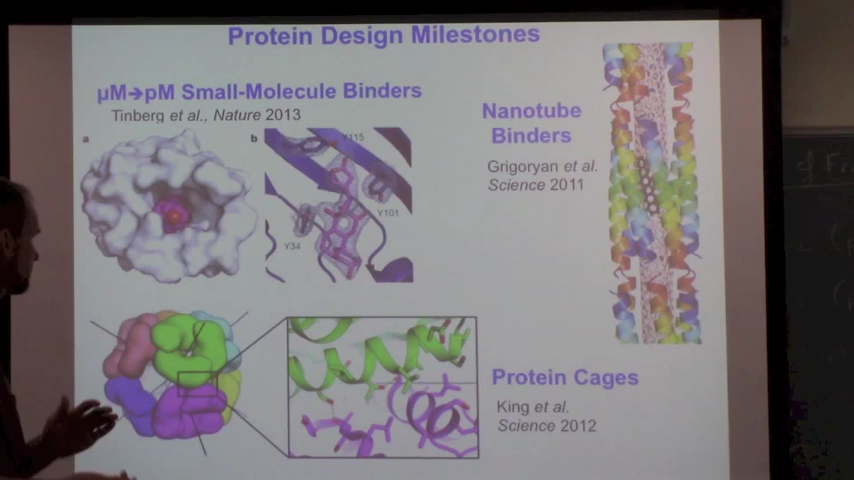 Protein Design Milestones
µM→pM Small-Molecule Binders
Tinberg et al., Nature 2013
a
b
Y115
Y101
Y34
Nanotube
Binders
Grigoryan et al.
Science 2011
Protein Cages
King et al.
Science 2012